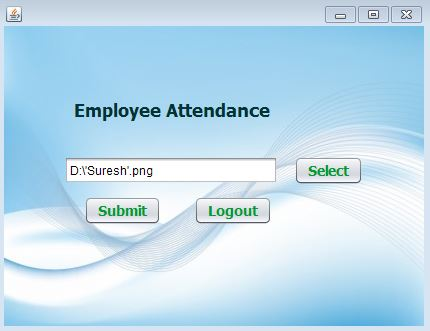 Employee Attendance
D:\'Suresh'.png
Select
Submit
Logout